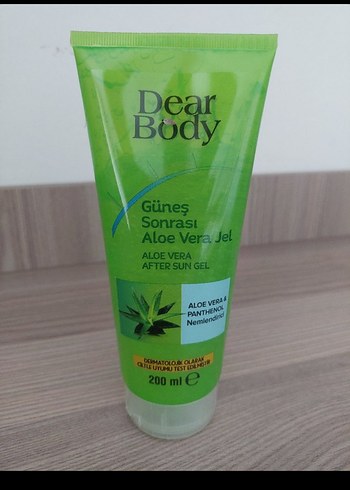 Dear
Body
Güneş
Sonrası
Aloe Vera Jel
ALOE VERA
AFTER SUN GEL
ALOE VERA &
PANTHENOL
Nemlendirici
DERMATOLOJİK OLARAK
CİLTLE UYUMU TEST EDİLMİŞTİR
200 ml ℮